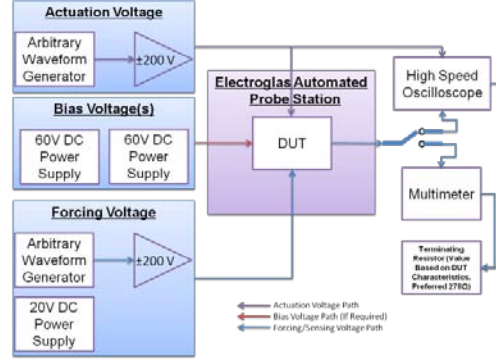 Actuation Voltage
Arbitrary
Waveform
Generator
±200 V
Bias Voltage(s)
60V DC
Power
Supply
60V DC
Power
Supply
Forcing Voltage
Arbitrary
Waveform
Generator
±200 V
20V DC
Power
Supply
Electroglas Automated
Probe Station
DUT
High Speed
Oscilloscope
Multimeter
Terminating
Resistor (Value
Based on DUT
Characteristics,
Preferred 270Ω)
Actuation Voltage Path
Bias Voltage Path (If Required)
Forcing/Sensing Voltage Path